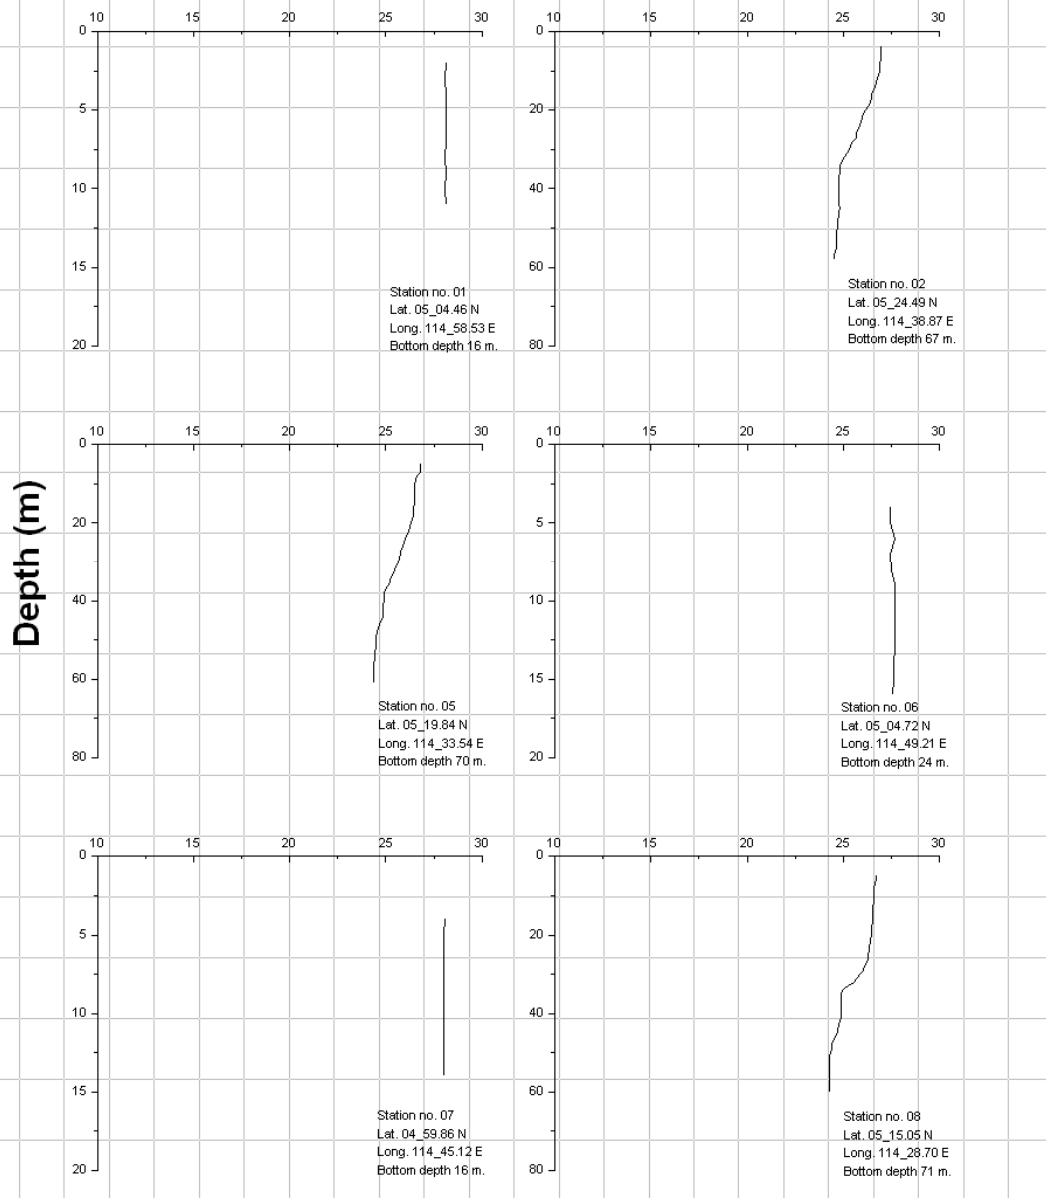 10 15 20 25 30
0
5
10
15
20
Station no. 01
Lat. 05_04.46 N
Long. 114_58.53 E
Bottom depth 16 m.
10 15 20 25 30
0
20
40
60
80
Station no. 02
Lat. 05_24.49 N
Long. 114_38.87 E
Bottom depth 67 m.
Depth (m)
10 15 20 25 30
0
20
40
60
80
Station no. 05
Lat. 05_19.84 N
Long. 114_33.54 E
Bottom depth 70 m.
10 15 20 25 30
0
5
10
15
20
Station no. 06
Lat. 05_04.72 N
Long. 114_49.21 E
Bottom depth 24 m.
10 15 20 25 30
0
5
10
15
20
Station no. 07
Lat. 04_59.86 N
Long. 114_45.12 E
Bottom depth 16 m.
10 15 20 25 30
0
20
40
60
80
Station no. 08
Lat. 05_15.05 N
Long. 114_28.70 E
Bottom depth 71 m.